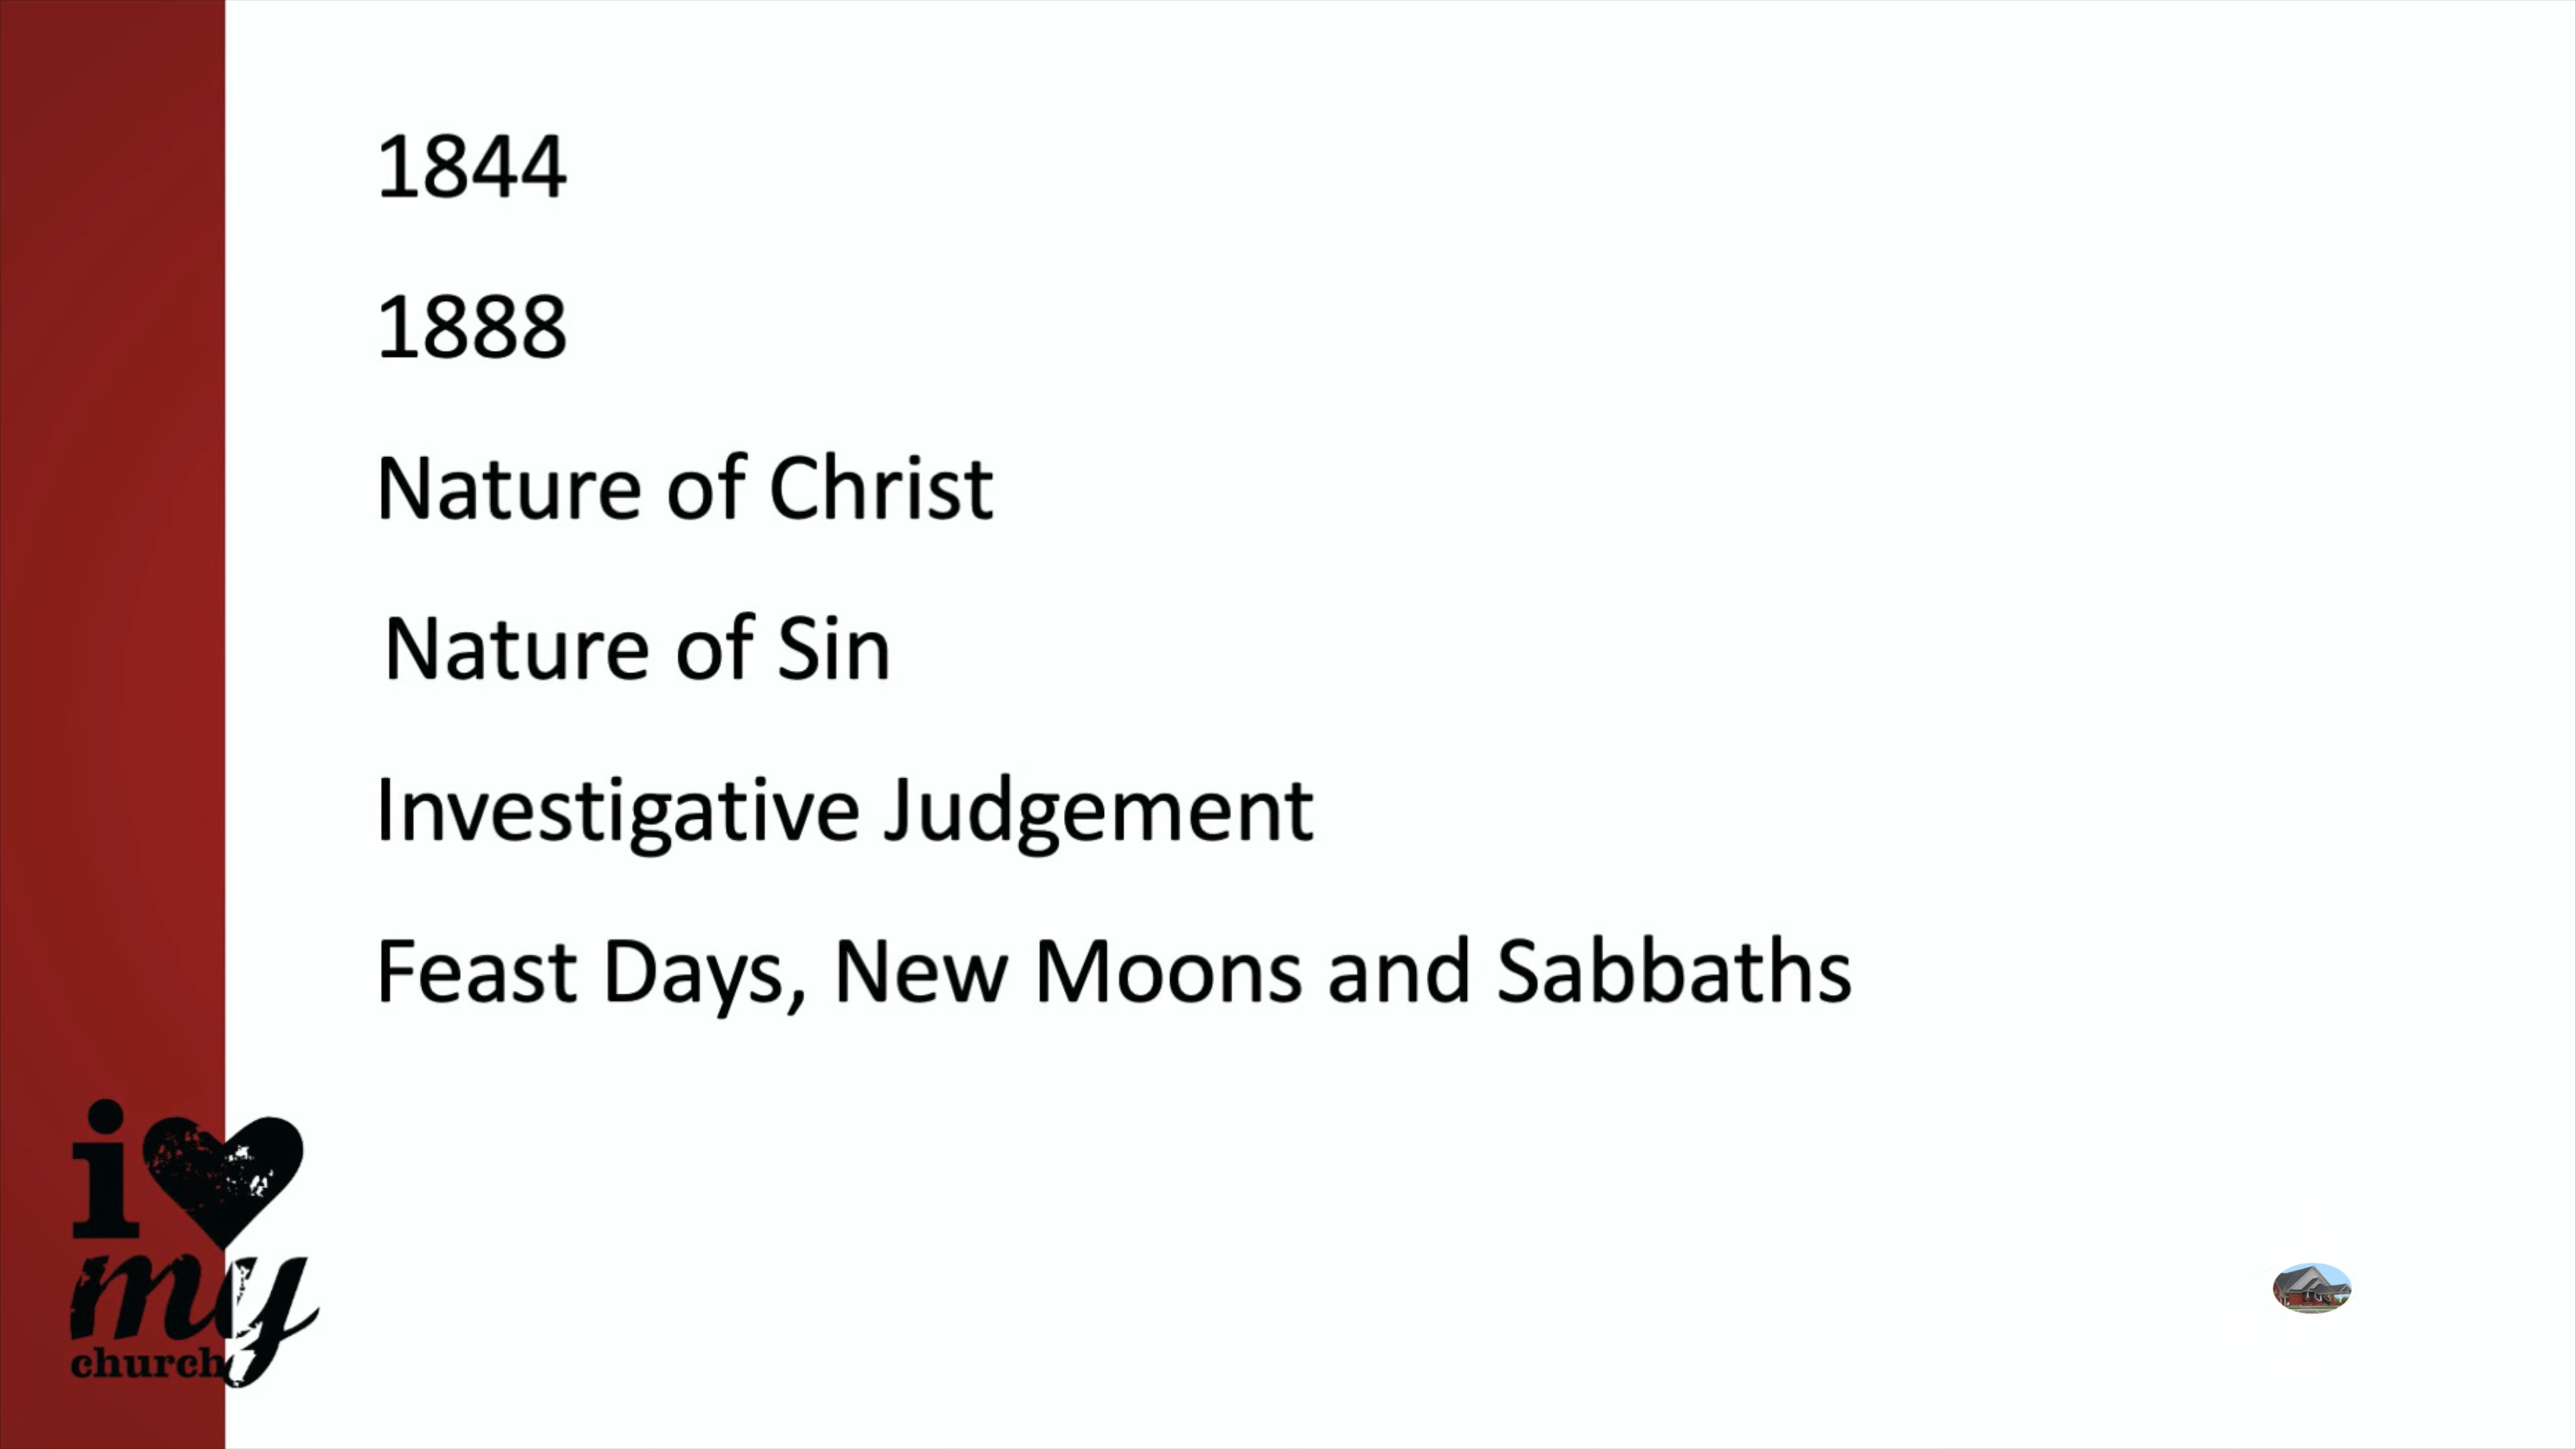 1844
1888
Nature of Christ
Nature of Sin
Investigative Judgement
Feast Days, New Moons and Sabbaths
i
my
church